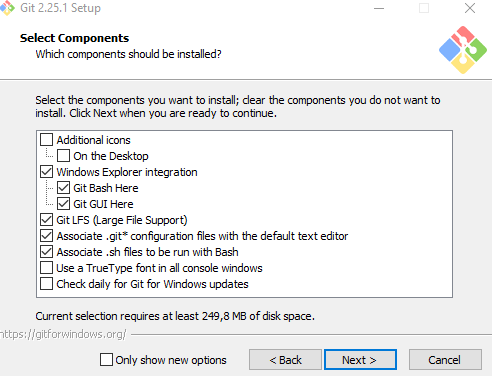 Git 2.25.1 Setup
Select Components
Which components should be installed?
Select the components you want to install; clear the components you do not want to
install. Click Next when you are ready to continue.
Additional icons
On the Desktop
Windows Explorer integration
Git Bash Here
Git GUI Here
Git LFS (Large File Support)
Associate .git* configuration files with the default text editor
Associate .sh files to be run with Bash
Use a TrueType font in all console windows
Check daily for Git for Windows updates
Current selection requires at least 249,8 MB of disk space.
https://gitforwindows.org/
Only show new options
< Back
Next >
Cancel